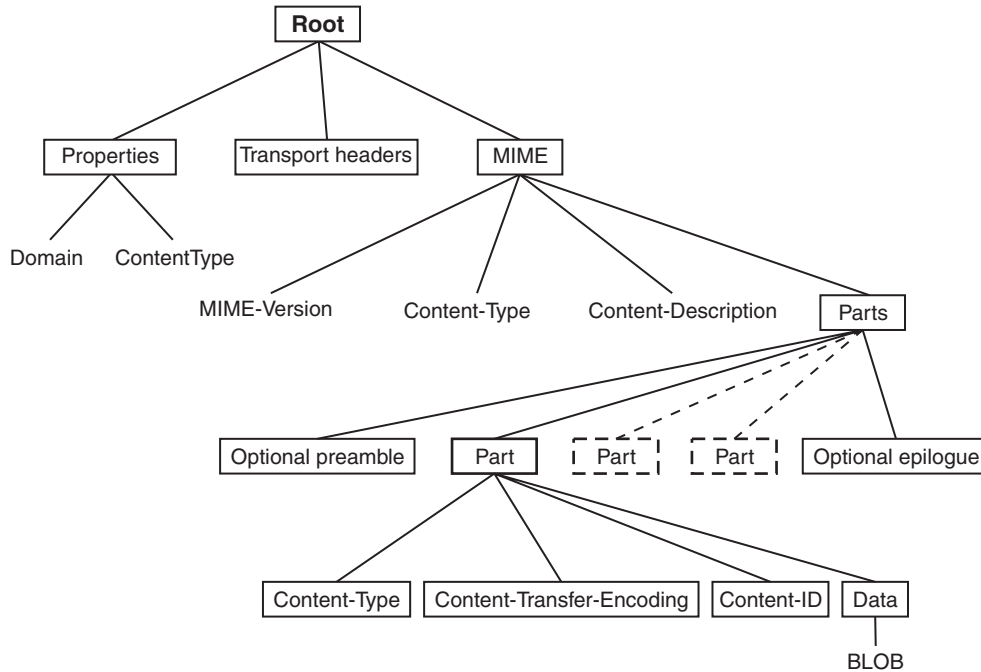 Root
Properties
Transport headers
MIME
Domain
ContentType
MIME-Version
Content-Type
Content-Description
Parts
Optional preamble
Part
Part
Part
Optional epilogue
Content-Type
Content-Transfer-Encoding
Content-ID
Data
BLOB